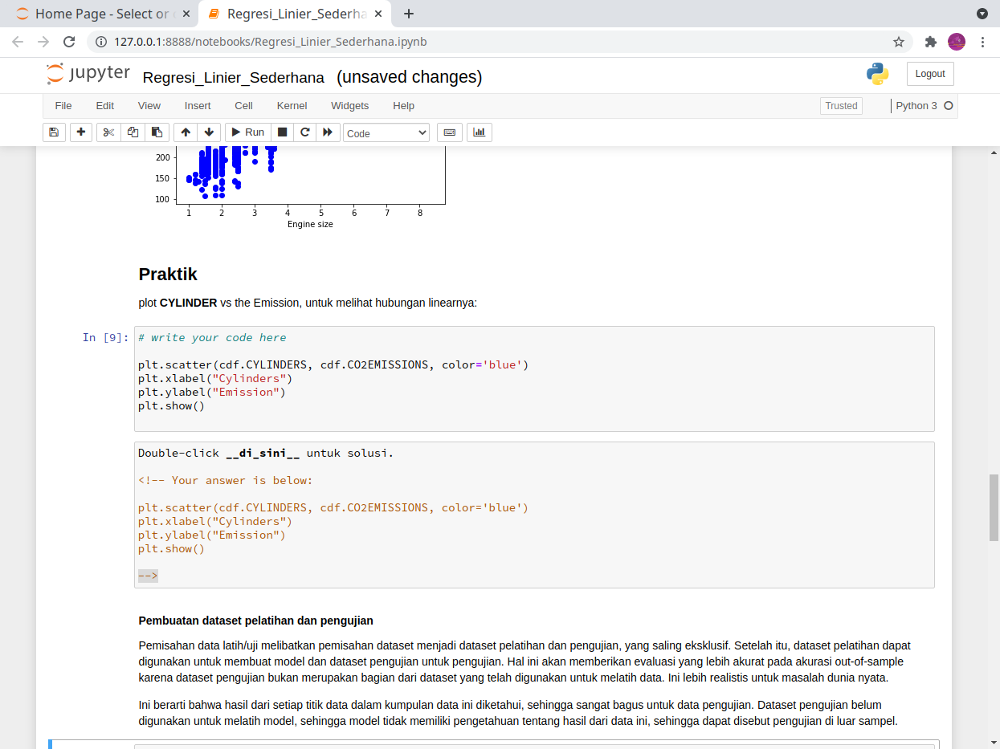 Home Page - Select or c
Regresi_Linier_Sederha
127.0.0.1:8888/notebooks/Regresi_Linier_Sederhana.ipynb
jupyter Regresi_Linier_Sederhana (unsaved changes) Logout
File Edit View Insert Cell Kernel Widgets Help Trusted Python 3
Run Code
200
150
100
1 2 3 4 5 6 7 8
Engine size
Praktik
plot CYLINDER vs the Emission, untuk melihat hubungan linearnya:
In [9]: # write your code here
plt.scatter(cdf.CYLINDERS, cdf.CO2EMISSIONS, color='blue')
plt.xlabel("Cylinders")
plt.ylabel("Emission")
plt.show()
Double-click __di_sini__ untuk solusi.
<!-- Your answer is below:
plt.scatter(cdf.CYLINDERS, cdf.CO2EMISSIONS, color='blue')
plt.xlabel("Cylinders")
plt.ylabel("Emission")
plt.show()
-->
Pembuatan dataset pelatihan dan pengujian
Pemisahan data latih/uji melibatkan pemisahan dataset menjadi dataset pelatihan dan pengujian, yang saling eksklusif. Setelah itu, dataset pelatihan dapat
digunakan untuk membuat model dan dataset pengujian untuk pengujian. Hal ini akan memberikan evaluasi yang lebih akurat pada akurasi out-of-sample
karena dataset pengujian bukan merupakan bagian dari dataset yang telah digunakan untuk melatih data. Ini lebih realistis untuk masalah dunia nyata.
Ini berarti bahwa hasil dari setiap titik data dalam kumpulan data ini diketahui, sehingga sangat bagus untuk data pengujian. Dataset pengujian belum
digunakan untuk melatih model, sehingga model tidak memiliki pengetahuan tentang hasil dari data ini, sehingga dapat disebut pengujian di luar sampel.